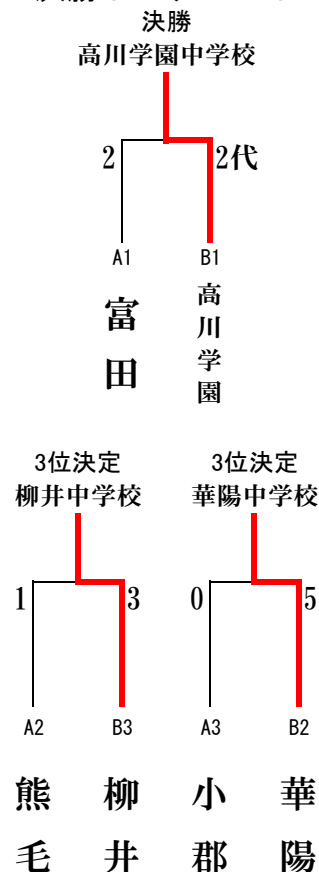 決勝
高川学園中学校
2 2代
A1 B1
富田 高川学園
3位決定 3位決定
柳井中学校 華陽中学校
1 3 0 5
A2 B3 A3 B2
熊毛 柳井 小郡 華陽